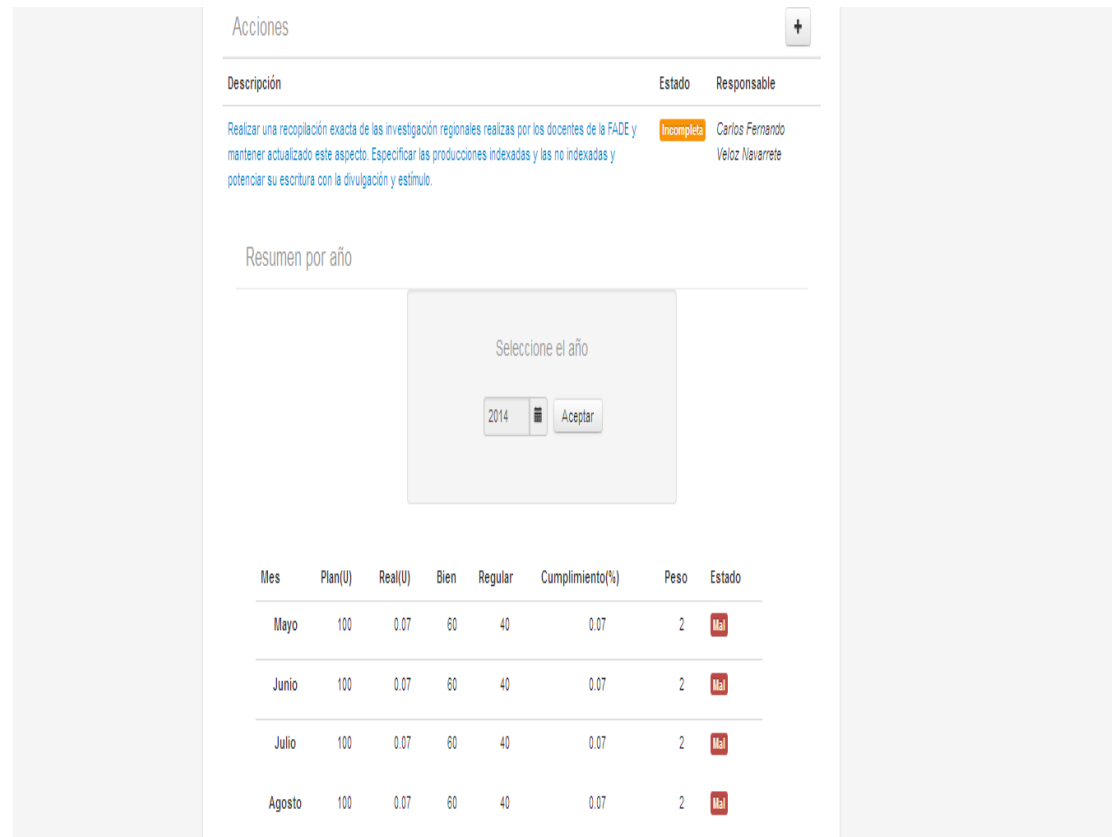 Acciones
+
Descripción Estado Responsable
Realizar una recopilación exacta de las investigación regionales realizas por los docentes de la FADE y Incompleta Carlos Fernando
mantener actualizado este aspecto. Especificar las producciones indexadas y las no indexadas y Veloz Navarrete
potenciar su escritura con la divulgación y estímulo.
Resumen por año
Seleccione el año
2014 Aceptar
Mes Plan(U) Real(U) Bien Regular Cumplimiento(%) Peso Estado
Mayo 100 0.07 60 40 0.07 2 Mal
Junio 100 0.07 60 40 0.07 2 Mal
Julio 100 0.07 60 40 0.07 2 Mal
Agosto 100 0.07 60 40 0.07 2 Mal